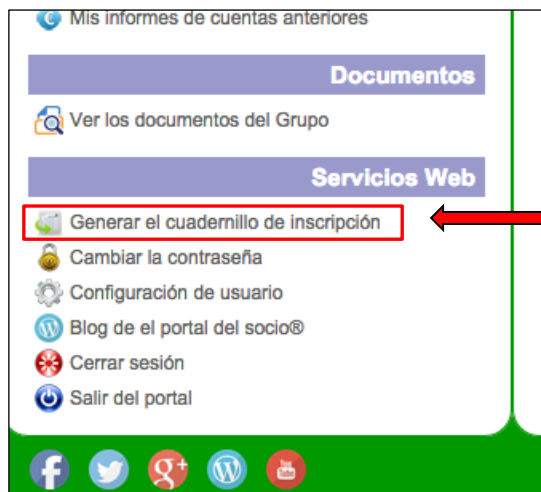 Mis informes de cuentas anteriores
Documentos
Ver los documentos del Grupo
Servicios Web
Generar el cuadernillo de inscripción
Cambiar la contraseña
Configuración de usuario
Blog de el portal del socio®
Cerrar sesión
Salir del portal